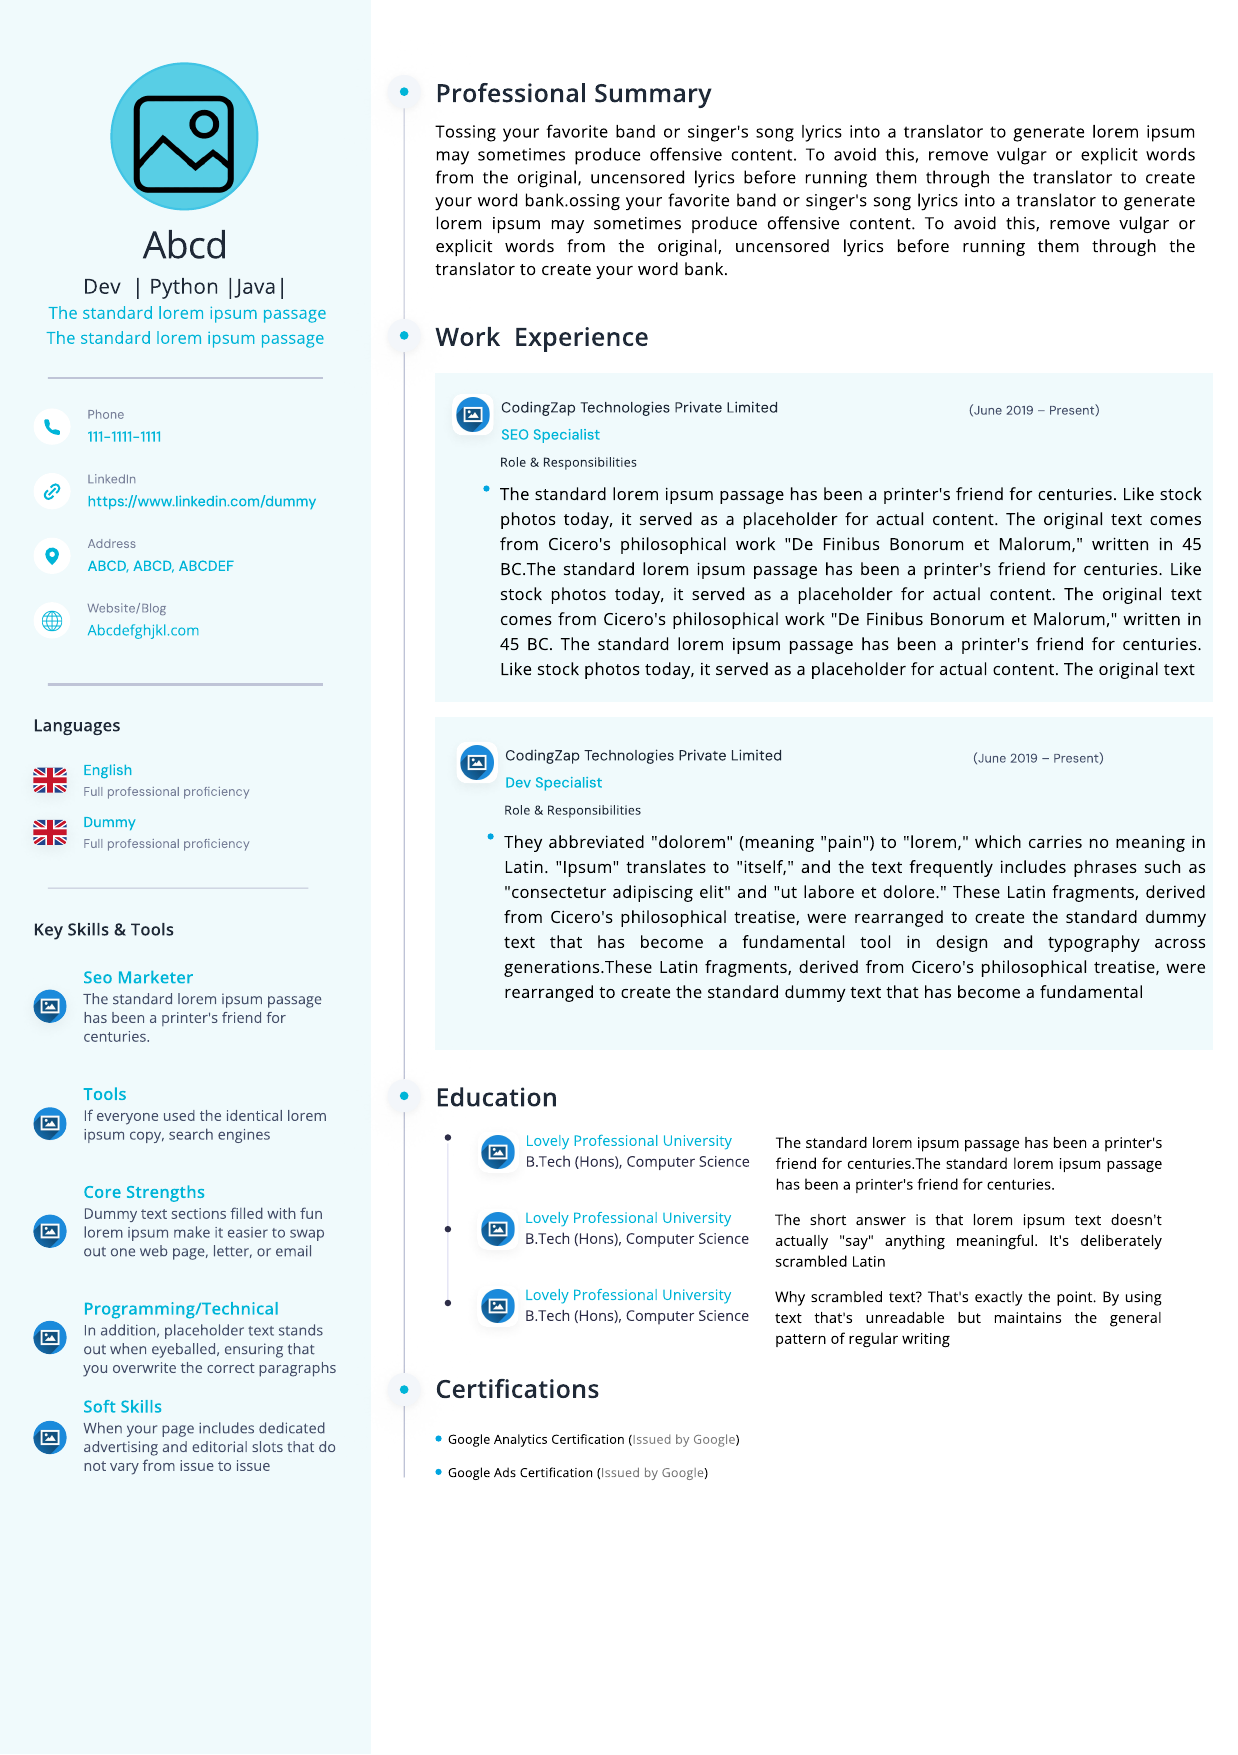 Abcd
Dev | Python |Java|
The standard lorem ipsum passage
The standard lorem ipsum passage
Phone
111-1111-1111
LinkedIn
https://www.linkedin.com/dummy
Address
ABCD, ABCD, ABCDEF
Website/Blog
Abcdefghjkl.com
Languages
English
Full professional proficiency
Dummy
Full professional proficiency
Key Skills & Tools
Seo Marketer
The standard lorem ipsum passage
has been a printer's friend for
centuries.
Tools
If everyone used the identical lorem
ipsum copy, search engines
Core Strengths
Dummy text sections filled with fun
lorem ipsum make it easier to swap
out one web page, letter, or email
Programming/Technical
In addition, placeholder text stands
out when eyeballed, ensuring that
you overwrite the correct paragraphs
Soft Skills
When your page includes dedicated
advertising and editorial slots that do
not vary from issue to issue
Professional Summary
Tossing your favorite band or singer's song lyrics into a translator to generate lorem ipsum
may sometimes produce offensive content. To avoid this, remove vulgar or explicit words
from the original, uncensored lyrics before running them through the translator to create
your word bank.ossing your favorite band or singer's song lyrics into a translator to generate
lorem ipsum may sometimes produce offensive content. To avoid this, remove vulgar or
explicit words from the original, uncensored lyrics before running them through the
translator to create your word bank.
Work Experience
CodingZap Technologies Private Limited
(June 2019 – Present)
SEO Specialist
Role & Responsibilities
The standard lorem ipsum passage has been a printer's friend for centuries. Like stock
photos today, it served as a placeholder for actual content. The original text comes
from Cicero's philosophical work "De Finibus Bonorum et Malorum," written in 45
BC.The standard lorem ipsum passage has been a printer's friend for centuries. Like
stock photos today, it served as a placeholder for actual content. The original text
comes from Cicero's philosophical work "De Finibus Bonorum et Malorum," written in
45 BC. The standard lorem ipsum passage has been a printer's friend for centuries.
Like stock photos today, it served as a placeholder for actual content. The original text
CodingZap Technologies Private Limited
(June 2019 – Present)
Dev Specialist
Role & Responsibilities
They abbreviated "dolorem" (meaning "pain") to "lorem," which carries no meaning in
Latin. "Ipsum" translates to "itself," and the text frequently includes phrases such as
"consectetur adipiscing elit" and "ut labore et dolore." These Latin fragments, derived
from Cicero's philosophical treatise, were rearranged to create the standard dummy
text that has become a fundamental tool in design and typography across
generations.These Latin fragments, derived from Cicero's philosophical treatise, were
rearranged to create the standard dummy text that has become a fundamental
Education
Lovely Professional University
B.Tech (Hons), Computer Science
The standard lorem ipsum passage has been a printer's
friend for centuries.The standard lorem ipsum passage
has been a printer's friend for centuries.
Lovely Professional University
B.Tech (Hons), Computer Science
The short answer is that lorem ipsum text doesn't
actually "say" anything meaningful. It's deliberately
scrambled Latin
Lovely Professional University
B.Tech (Hons), Computer Science
Why scrambled text? That's exactly the point. By using
text that's unreadable but maintains the general
pattern of regular writing
Certifications
Google Analytics Certification (Issued by Google)
Google Ads Certification (Issued by Google)